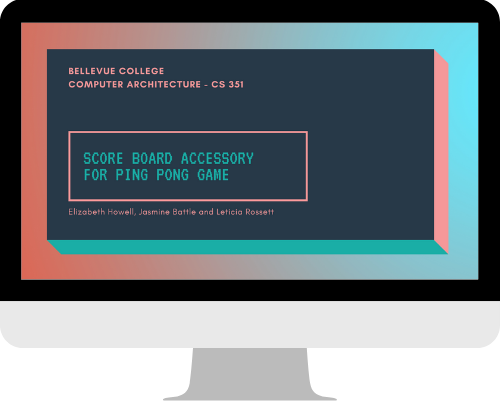 BELLEVUE COLLEGE
COMPUTER ARCHITECTURE - CS 351
SCORE BOARD ACCESSORY
FOR PING PONG GAME
Elizabeth Howell, Jasmine Battle and Leticia Rossett